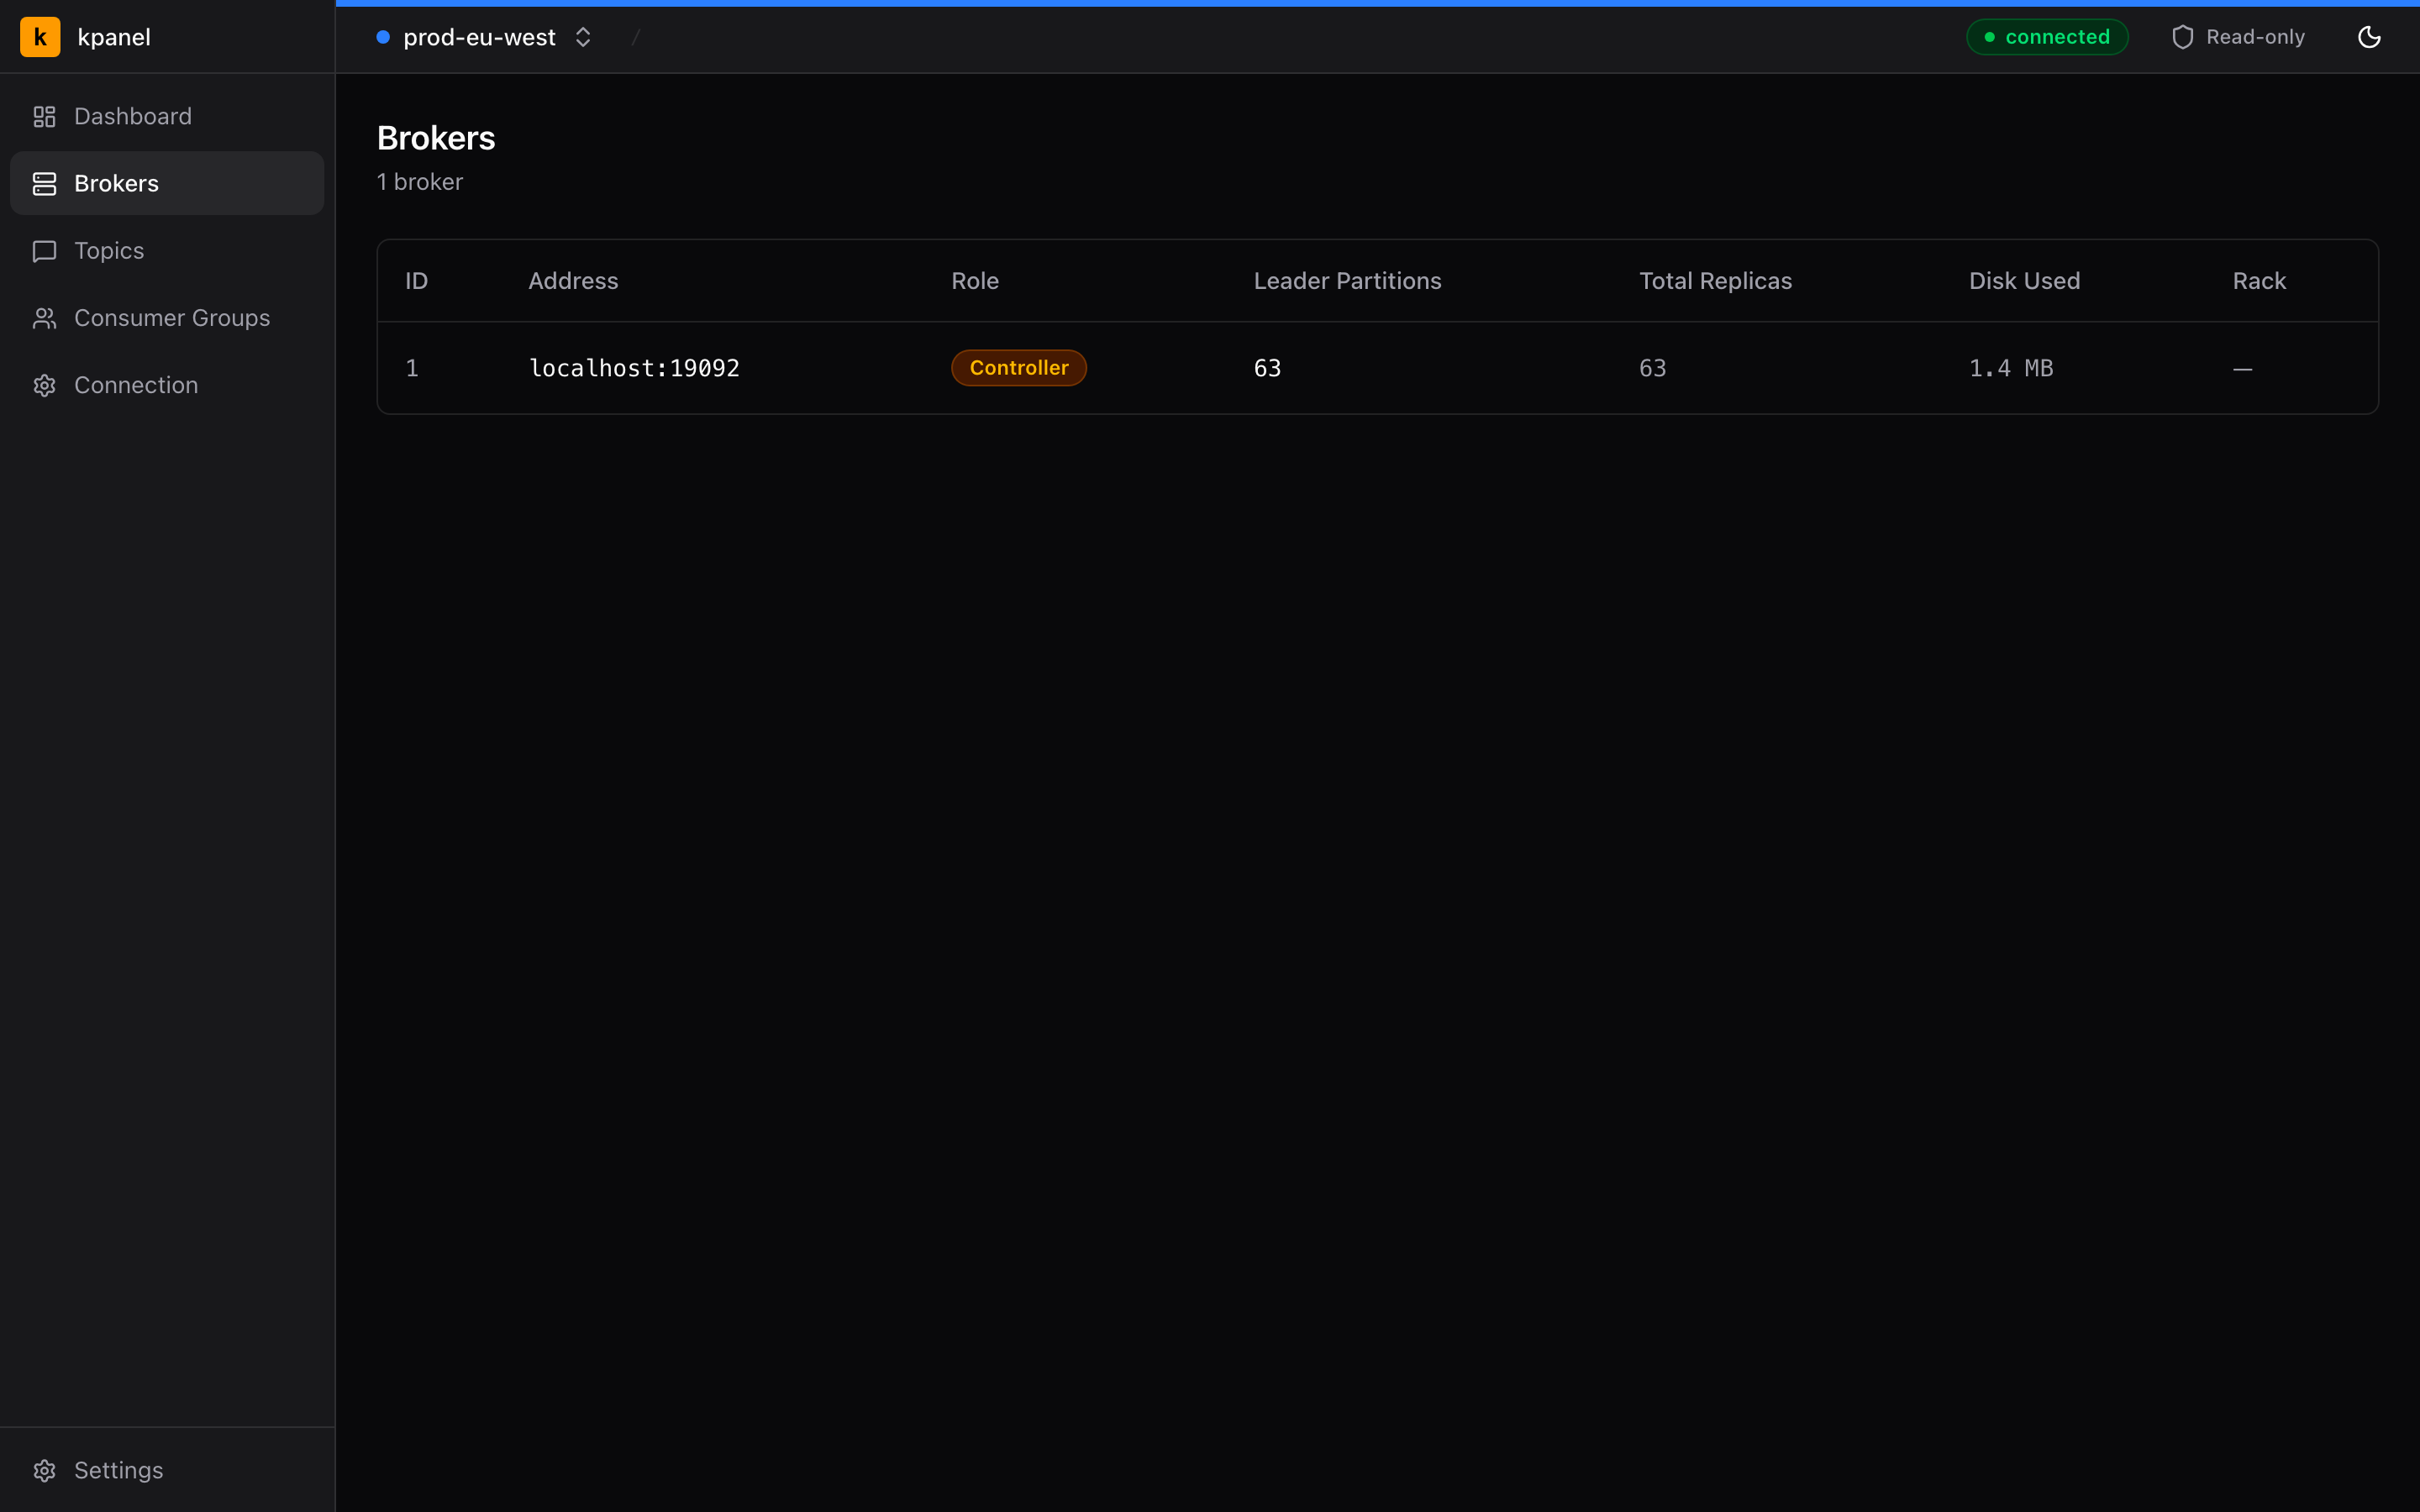 k kpanel
prod-eu-west /
connected
Read-only
Dashboard
Brokers
Topics
Consumer Groups
Connection
Settings
Brokers
1 broker
ID Address Role Leader Partitions Total Replicas Disk Used Rack
1 localhost:19092 Controller 63 63 1.4 MB —